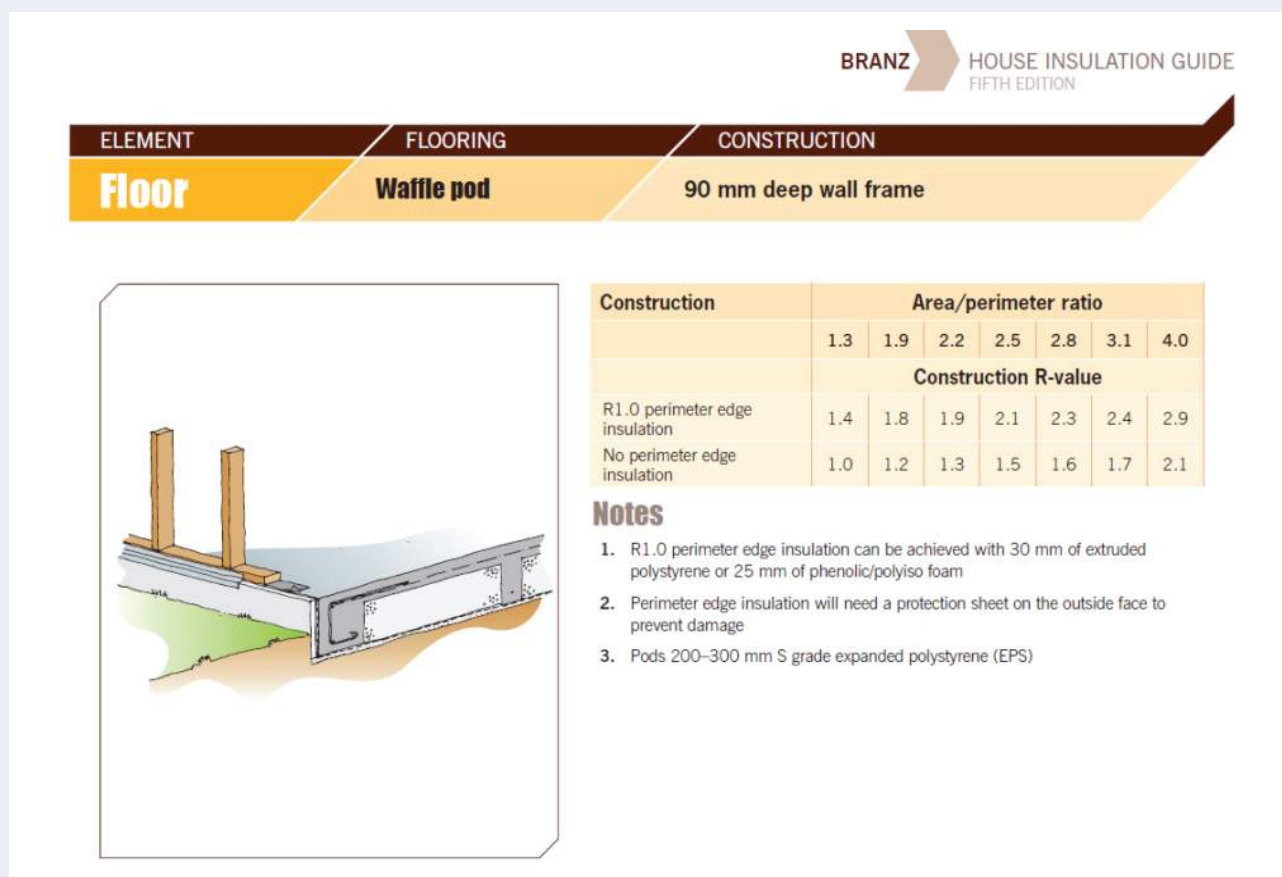 BRANZ HOUSE INSULATION GUIDE
FIFTH EDITION
ELEMENT FLOORING CONSTRUCTION
Floor Waffle pod 90 mm deep wall frame
Construction Area/perimeter ratio
1.3 1.9 2.2 2.5 2.8 3.1 4.0
Construction R-value
R1.0 perimeter edge
insulation
1.4 1.8 1.9 2.1 2.3 2.4 2.9
No perimeter edge
insulation
1.0 1.2 1.3 1.5 1.6 1.7 2.1
Notes
1. R1.0 perimeter edge insulation can be achieved with 30 mm of extruded
polystyrene or 25 mm of phenolic/polyiso foam
2. Perimeter edge insulation will need a protection sheet on the outside face to
prevent damage
3. Pods 200–300 mm S grade expanded polystyrene (EPS)